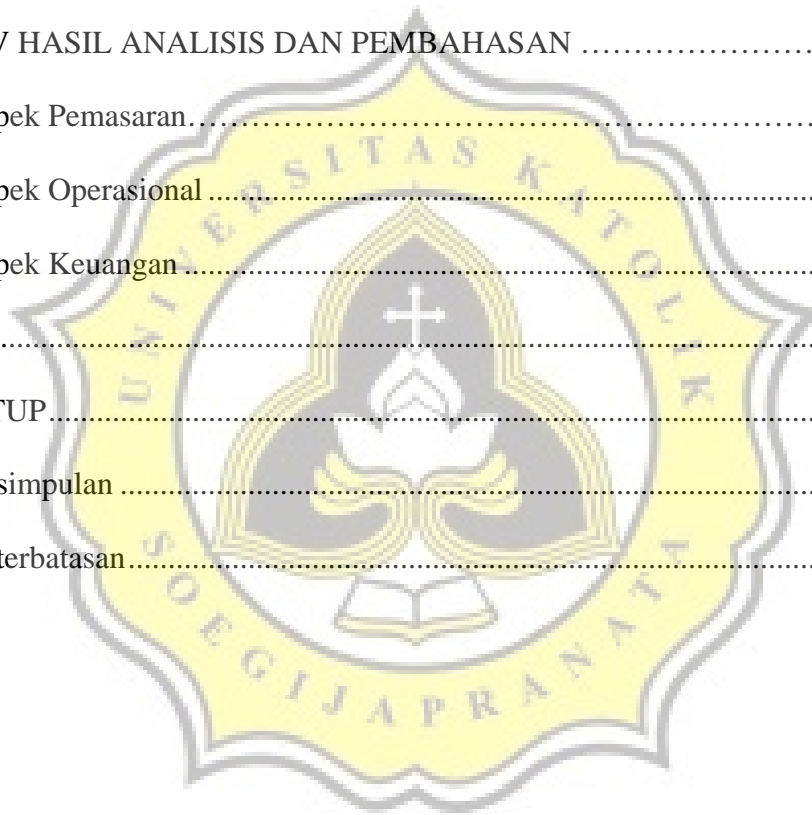 V HASIL ANALISIS DAN PEMBAHASAN ......................
pek Pemasaran......................................................
pek Operasional ......................................................
pek Keuangan ......................................................
......................................................
TUP......................................................
simpulan ......................................................
terbatasan......................................................
UNIVERSITAS KATOLIK
SOEGIJAPRANATA